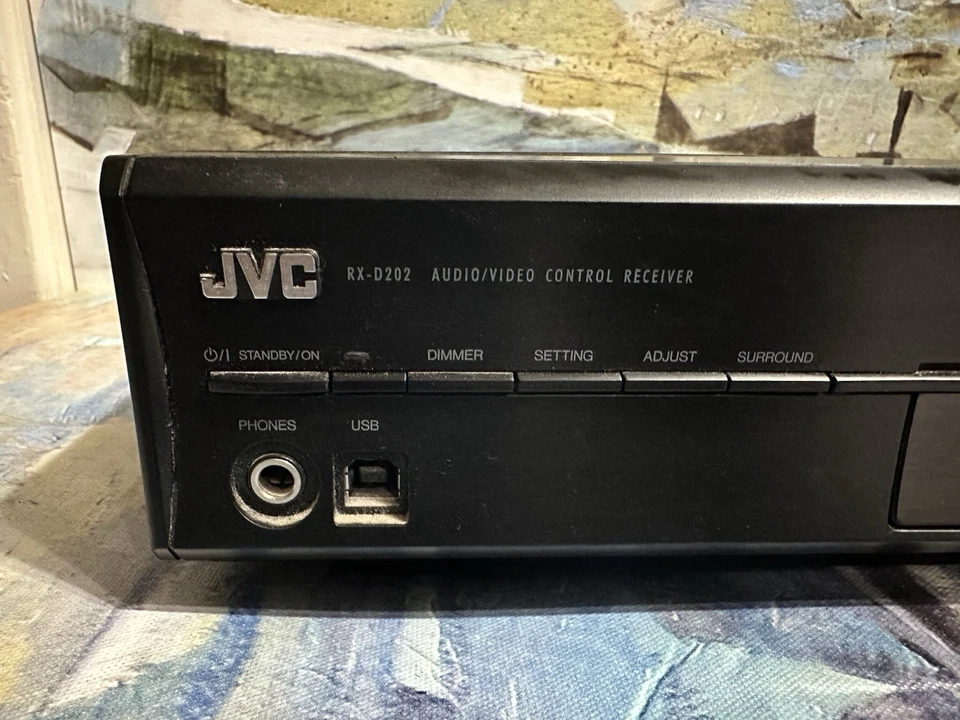 JVC RX-D202 AUDIO/VIDEO CONTROL RECEIVER
⏻/I STANDBY/ON DIMMER SETTING ADJUST SURROUND
PHONES USB